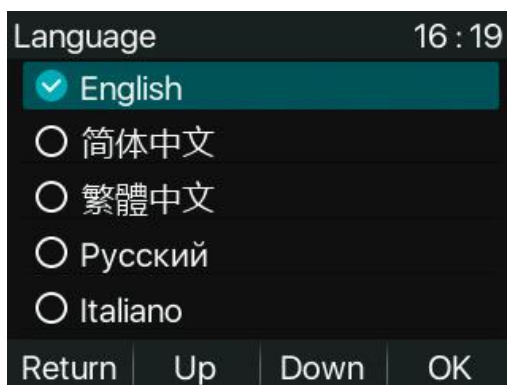 Language 16:19
English
简体中文
繁體中文
Русский
Italiano
Return Up Down OK